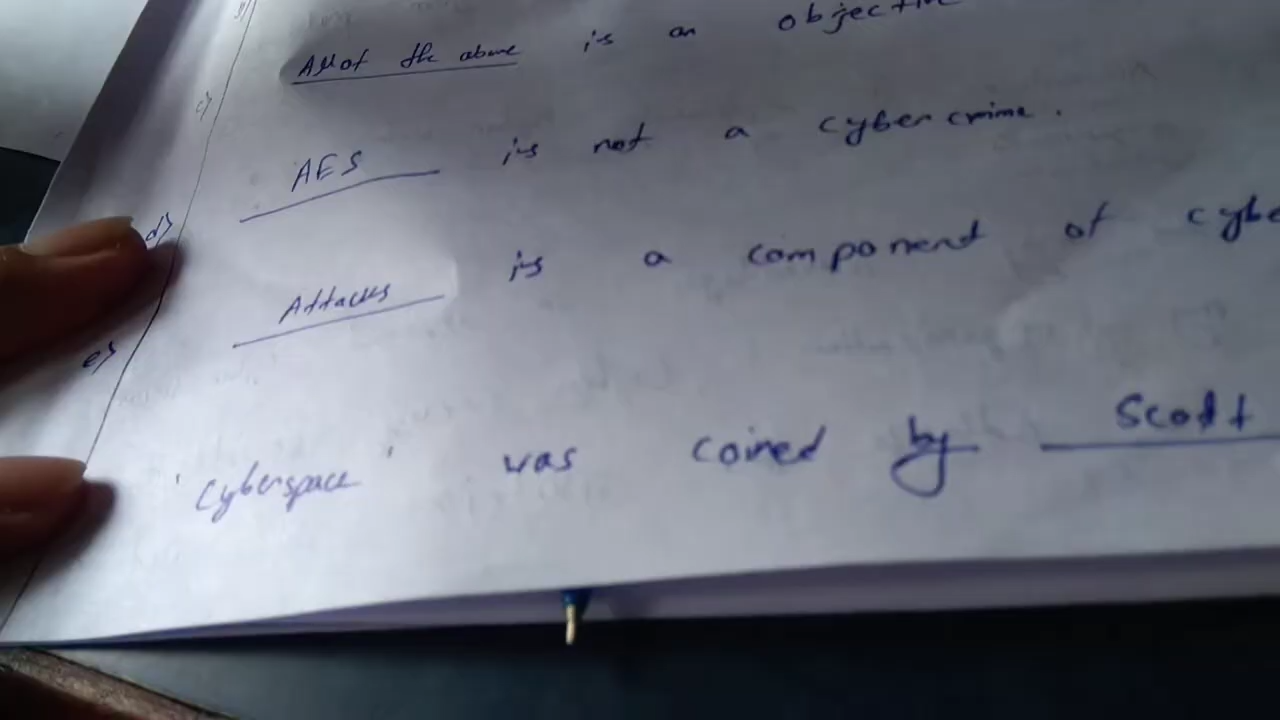 All of the above is an objective
c)
AES is not a cybercrime.
d)
Attacks is a component of cybe
e)
'Cyberspace' was coined by Scott